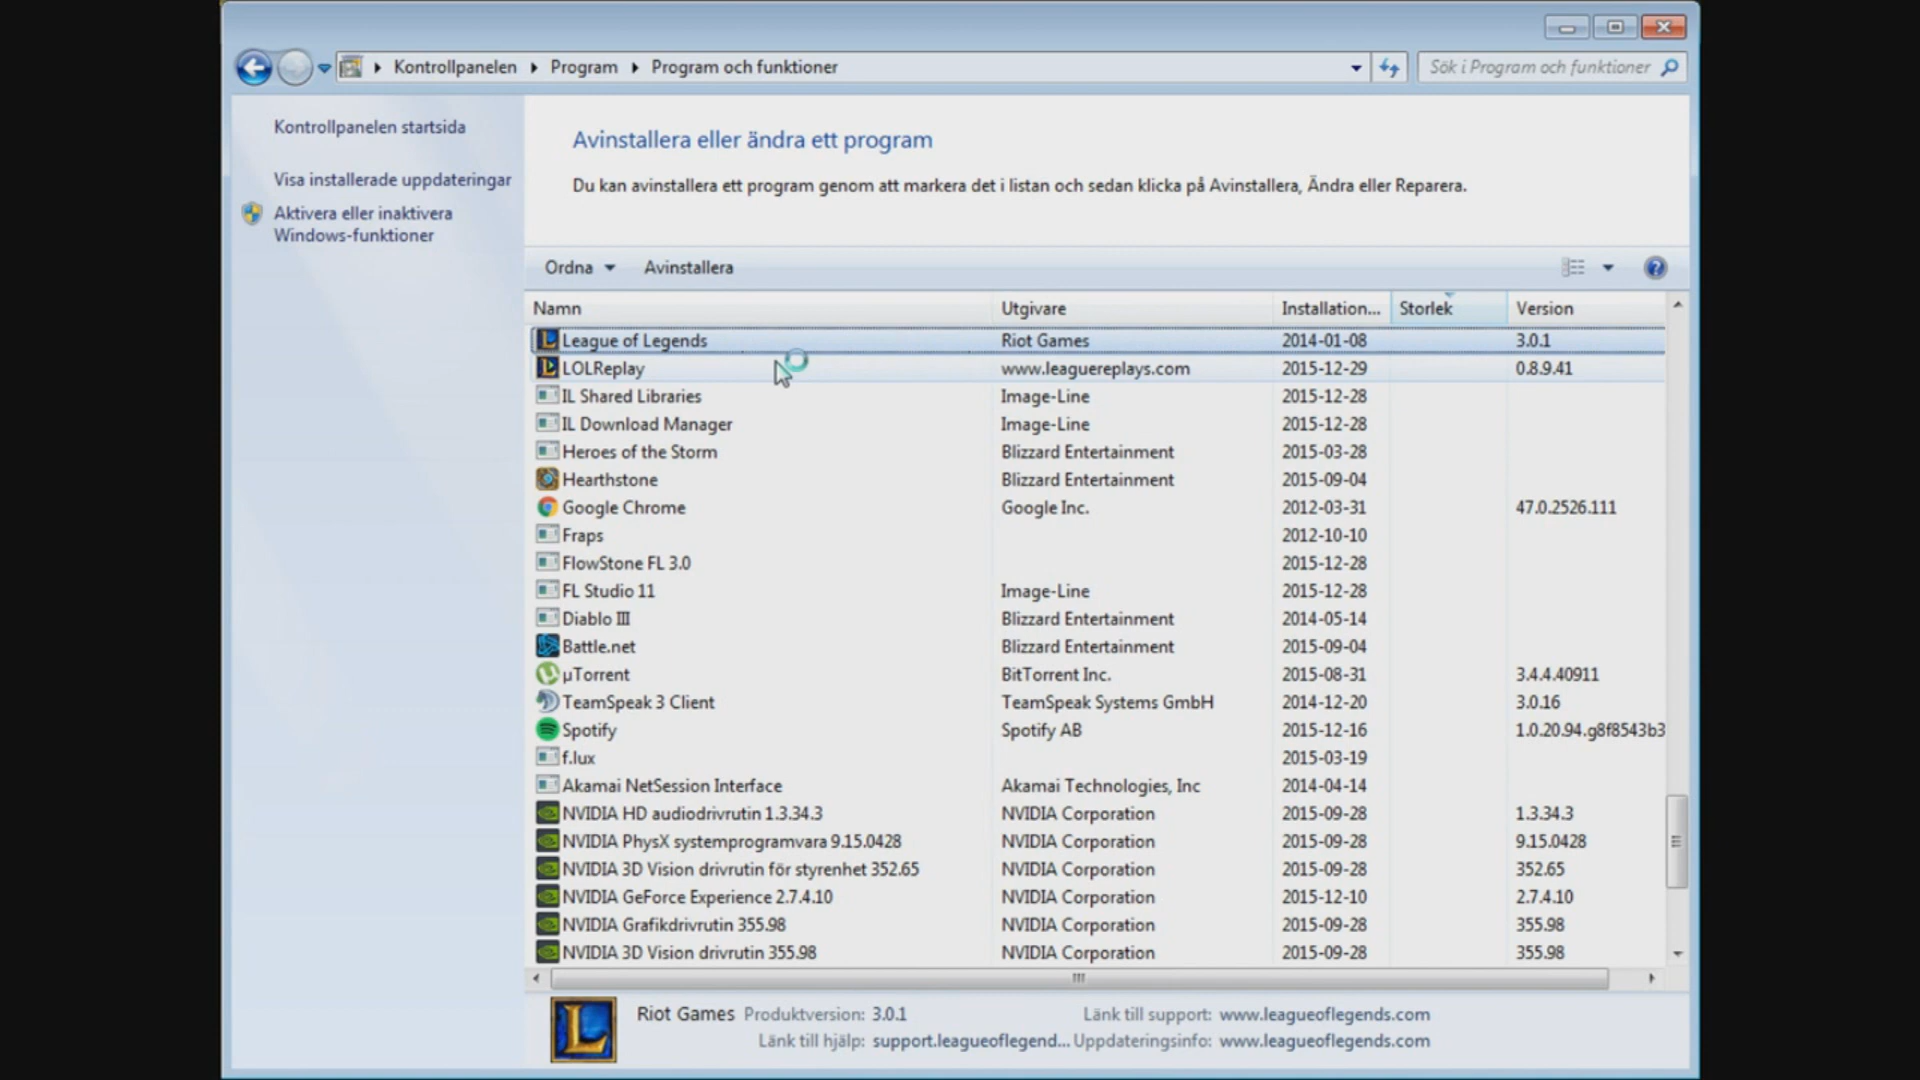 Kontrollpanelen Program Program och funktioner
Sök i Program och funktioner
Kontrollpanelen startsida
Visa installerade uppdateringar
Aktivera eller inaktivera
Windows-funktioner
Avinstallera eller ändra ett program
Du kan avinstallera ett program genom att markera det i listan och sedan klicka på Avinstallera, Ändra eller Reparera.
Ordna Avinstallera
Namn Utgivare Installation... Storlek Version
League of Legends Riot Games 2014-01-08 3.0.1
LOLReplay www.leaguereplays.com 2015-12-29 0.8.9.41
IL Shared Libraries Image-Line 2015-12-28
IL Download Manager Image-Line 2015-12-28
Heroes of the Storm Blizzard Entertainment 2015-03-28
Hearthstone Blizzard Entertainment 2015-09-04
Google Chrome Google Inc. 2012-03-31 47.0.2526.111
Fraps 2012-10-10
FlowStone FL 3.0 2015-12-28
FL Studio 11 Image-Line 2015-12-28
Diablo III Blizzard Entertainment 2014-05-14
Battle.net Blizzard Entertainment 2015-09-04
µTorrent BitTorrent Inc. 2015-08-31 3.4.4.40911
TeamSpeak 3 Client TeamSpeak Systems GmbH 2014-12-20 3.0.16
Spotify Spotify AB 2015-12-16 1.0.20.94.g8f8543b3
f.lux 2015-03-19
Akamai NetSession Interface Akamai Technologies, Inc 2014-04-14
NVIDIA HD audiodrivrutin 1.3.34.3 NVIDIA Corporation 2015-09-28 1.3.34.3
NVIDIA PhysX systemprogramvara 9.15.0428 NVIDIA Corporation 2015-09-28 9.15.0428
NVIDIA 3D Vision drivrutin för styrenhet 352.65 NVIDIA Corporation 2015-09-28 352.65
NVIDIA GeForce Experience 2.7.4.10 NVIDIA Corporation 2015-12-10 2.7.4.10
NVIDIA Grafikdrivrutin 355.98 NVIDIA Corporation 2015-09-28 355.98
NVIDIA 3D Vision drivrutin 355.98 NVIDIA Corporation 2015-09-28 355.98
Riot Games Produktversion: 3.0.1 Länk till support: www.leagueoflegends.com
Länk till hjälp: support.leagueoflegend... Uppdateringsinfo: www.leagueoflegends.com